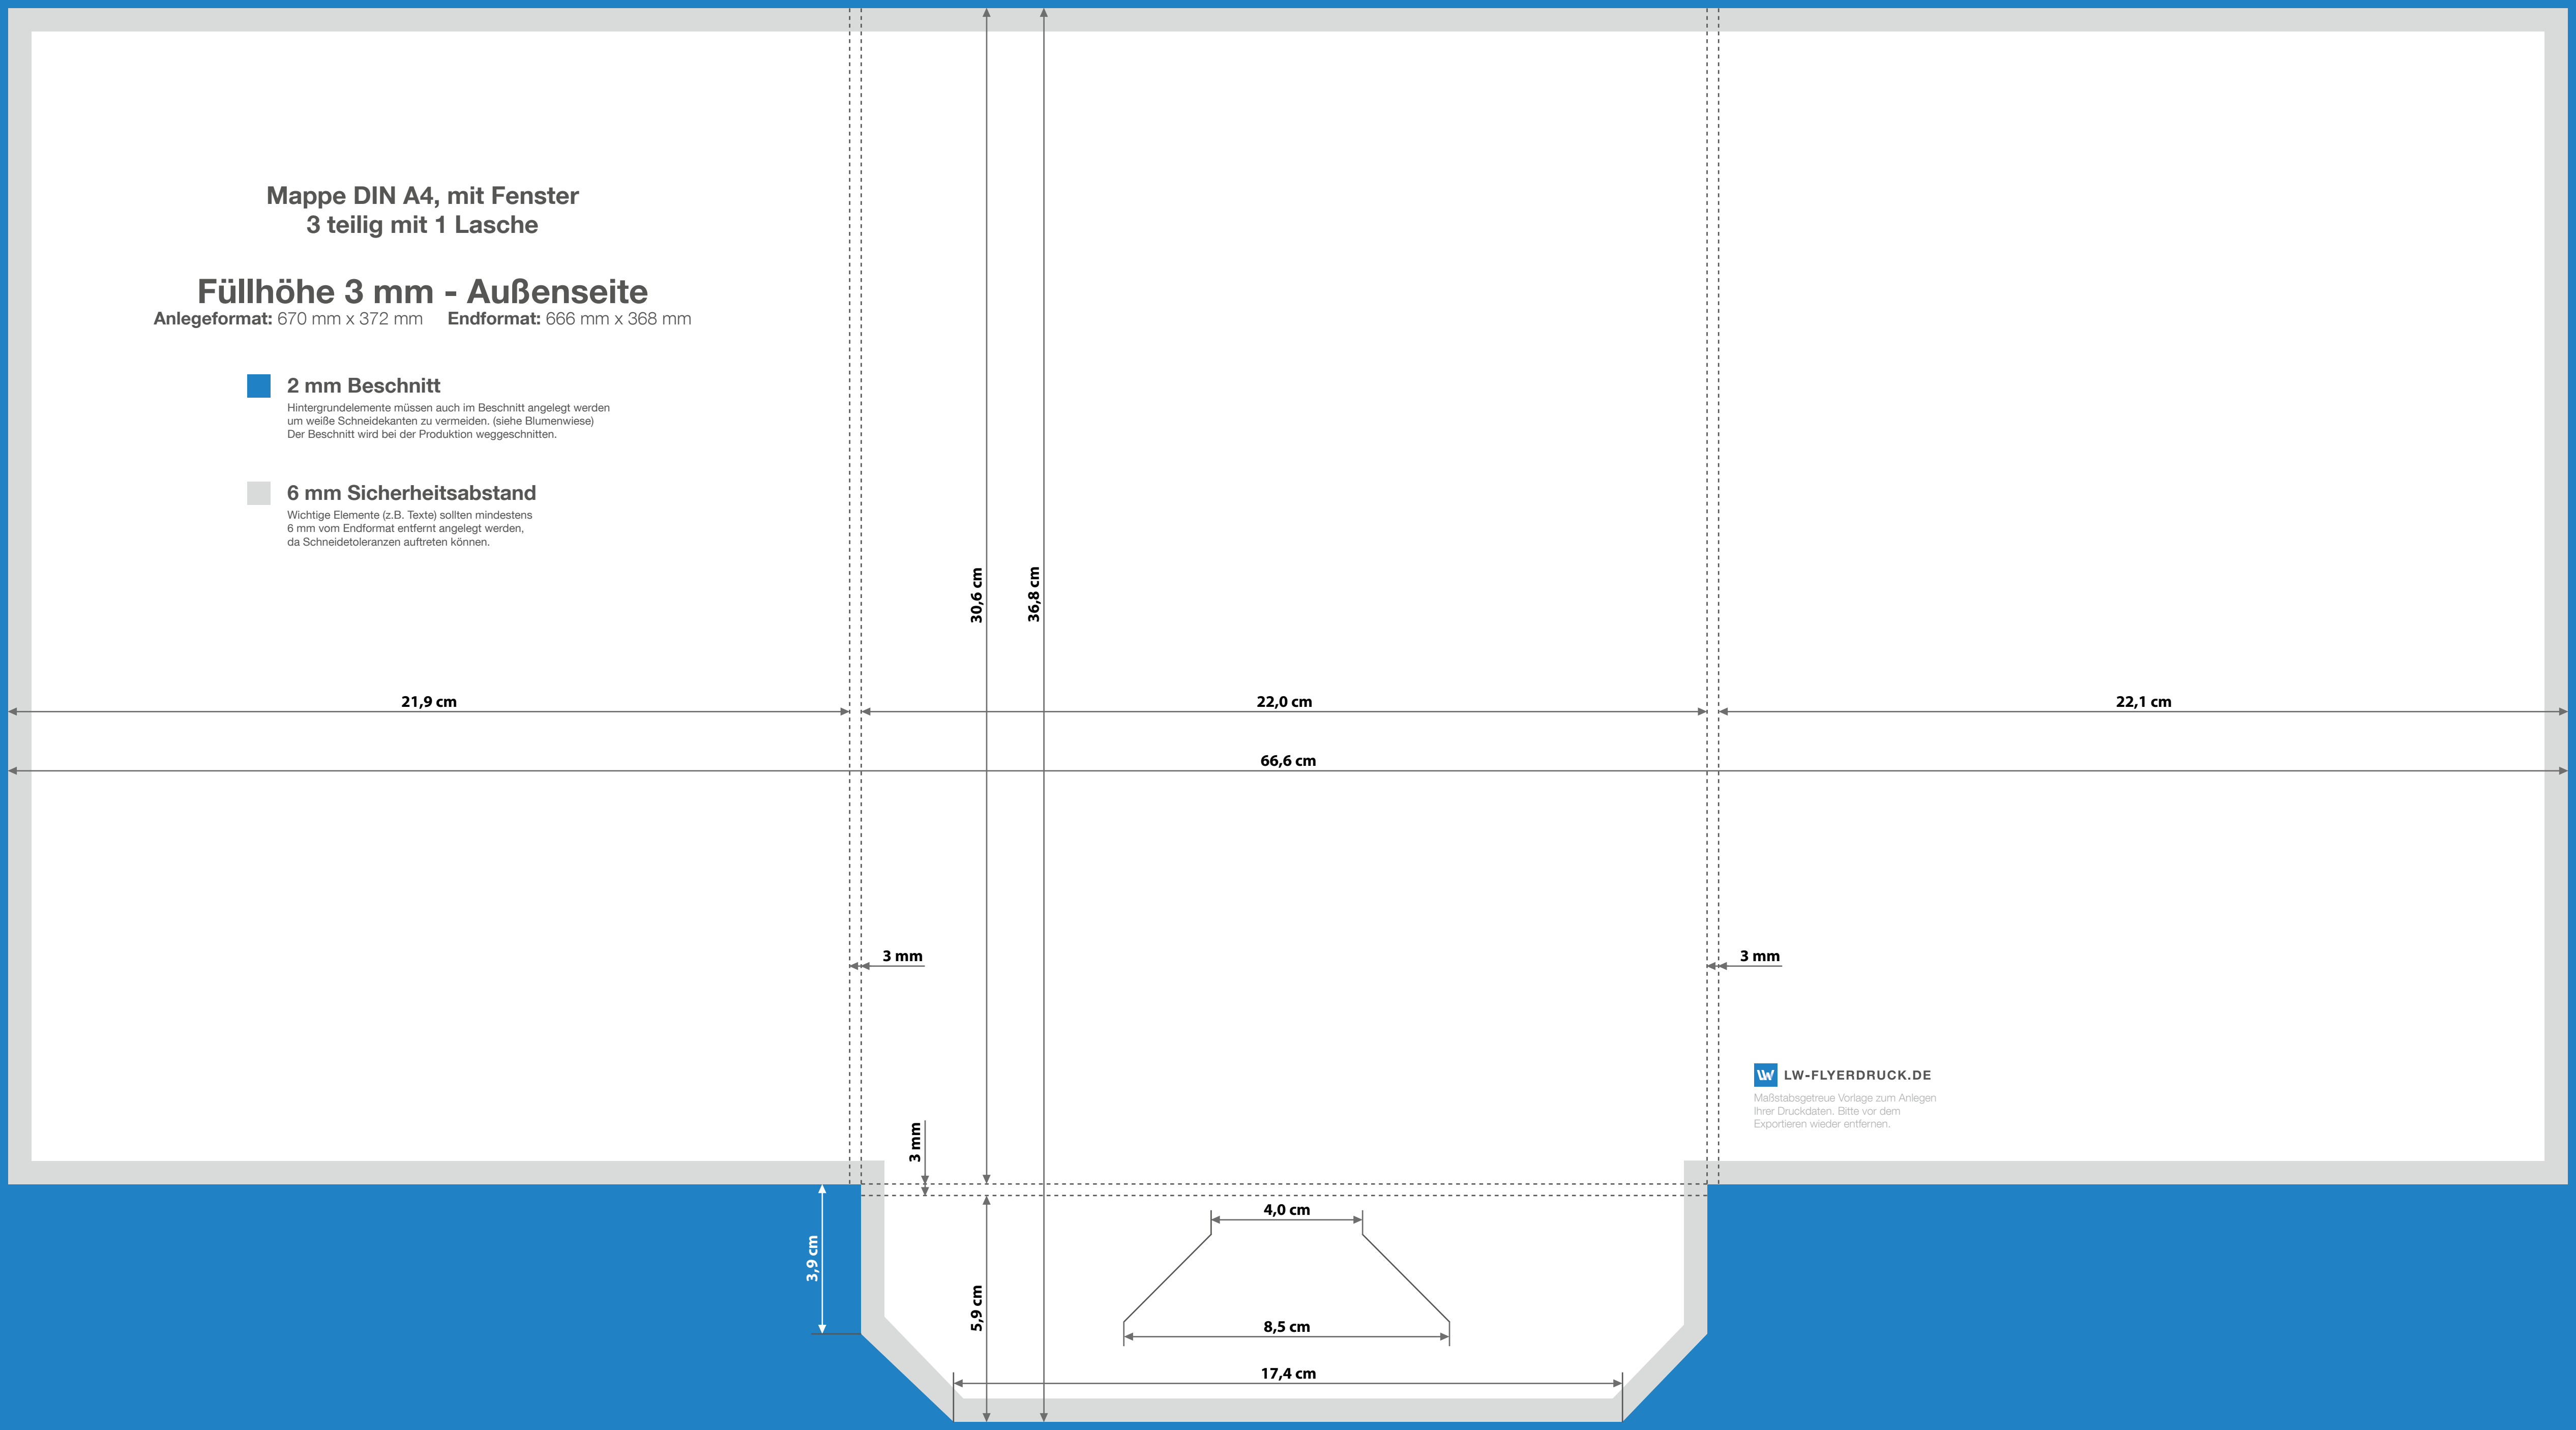 Mappe DIN A4, mit Fenster
3 teilig mit 1 Lasche
Füllhöhe 3 mm - Außenseite
Anlegeformat: 670 mm x 372 mm Endformat: 666 mm x 368 mm
2 mm Beschnitt
Hintergrundelemente müssen auch im Beschnitt angelegt werden
um weiße Schneidekanten zu vermeiden. (siehe Blumenwiese)
Der Beschnitt wird bei der Produktion weggeschnitten.
6 mm Sicherheitsabstand
Wichtige Elemente (z.B. Texte) sollten mindestens
6 mm vom Endformat entfernt angelegt werden,
da Schneidetoleranzen auftreten können.
30,6 cm
36,8 cm
21,9 cm
22,0 cm
22,1 cm
66,6 cm
3 mm
3 mm
LW LW-FLYERDRUCK.DE
Maßstabsgetreue Vorlage zum Anlegen
Ihrer Druckdaten. Bitte vor dem
Exportieren wieder entfernen.
3 mm
4,0 cm
3,9 cm
5,9 cm
8,5 cm
17,4 cm